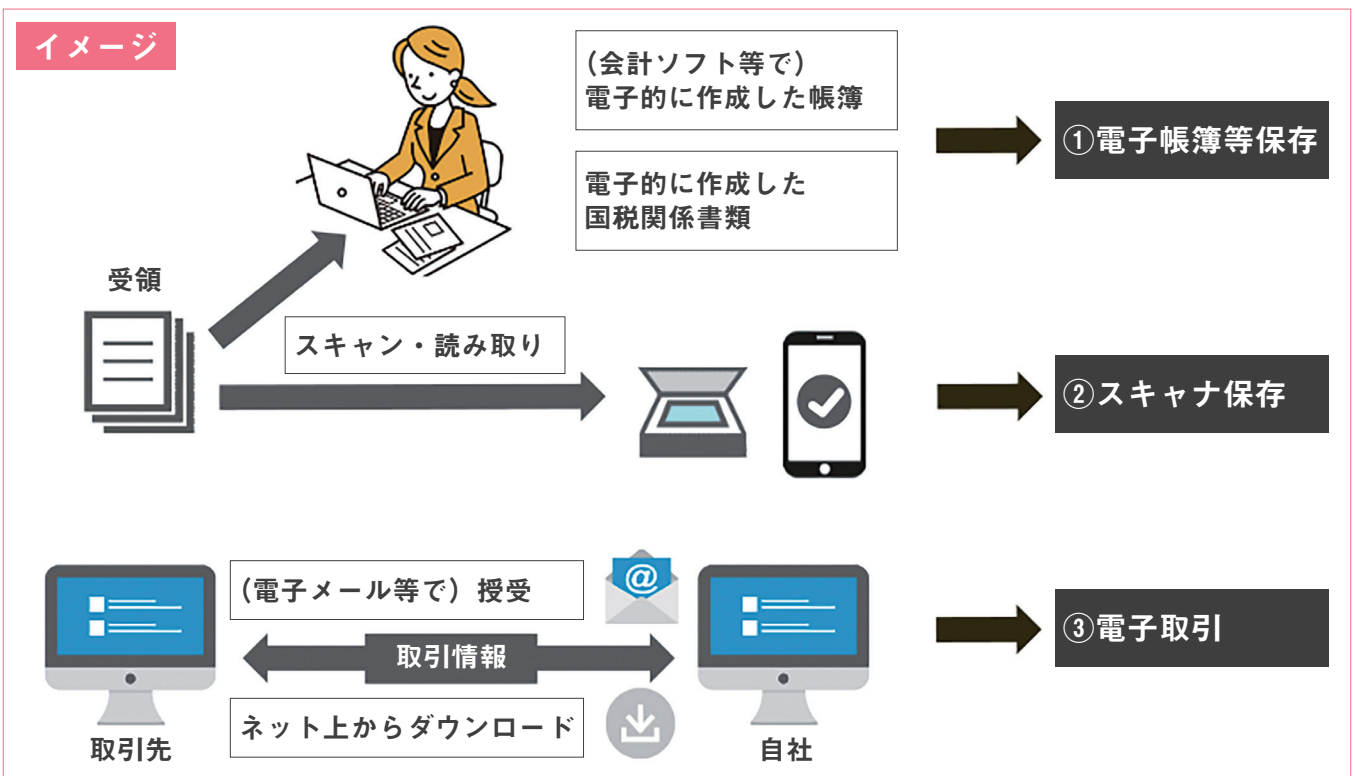 イメージ
(会計ソフト等で)
電子的に作成した帳簿
①電子帳簿等保存
電子的に作成した
国税関係書類
受領
スキャン・読み取り
②スキャナ保存
(電子メール等で) 授受
@
取引情報
③電子取引
ネット上からダウンロード
取引先
自社